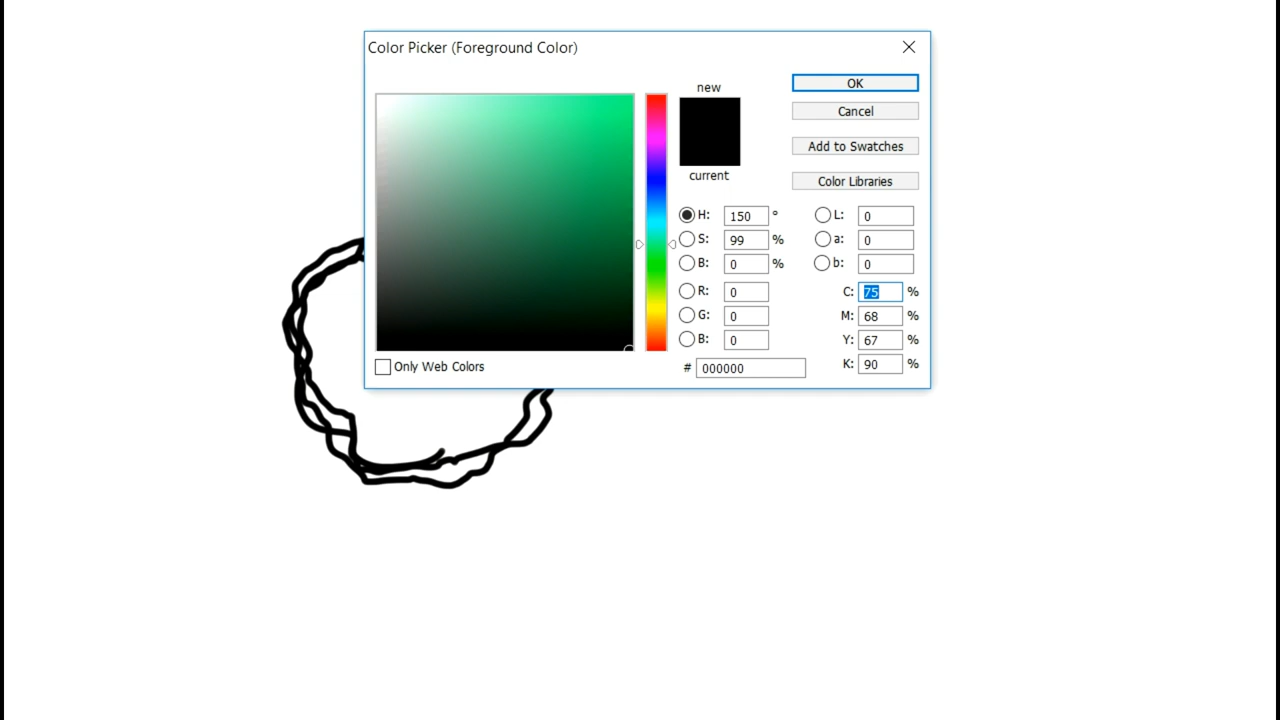 Color Picker (Foreground Color)
new
OK
Cancel
Add to Swatches
current
Color Libraries
H: 150 ° L: 0
S: 99 % a: 0
B: 0 % b: 0
R: 0 C: 75 %
G: 0 M: 68 %
B: 0 Y: 67 %
Only Web Colors # 000000 K: 90 %